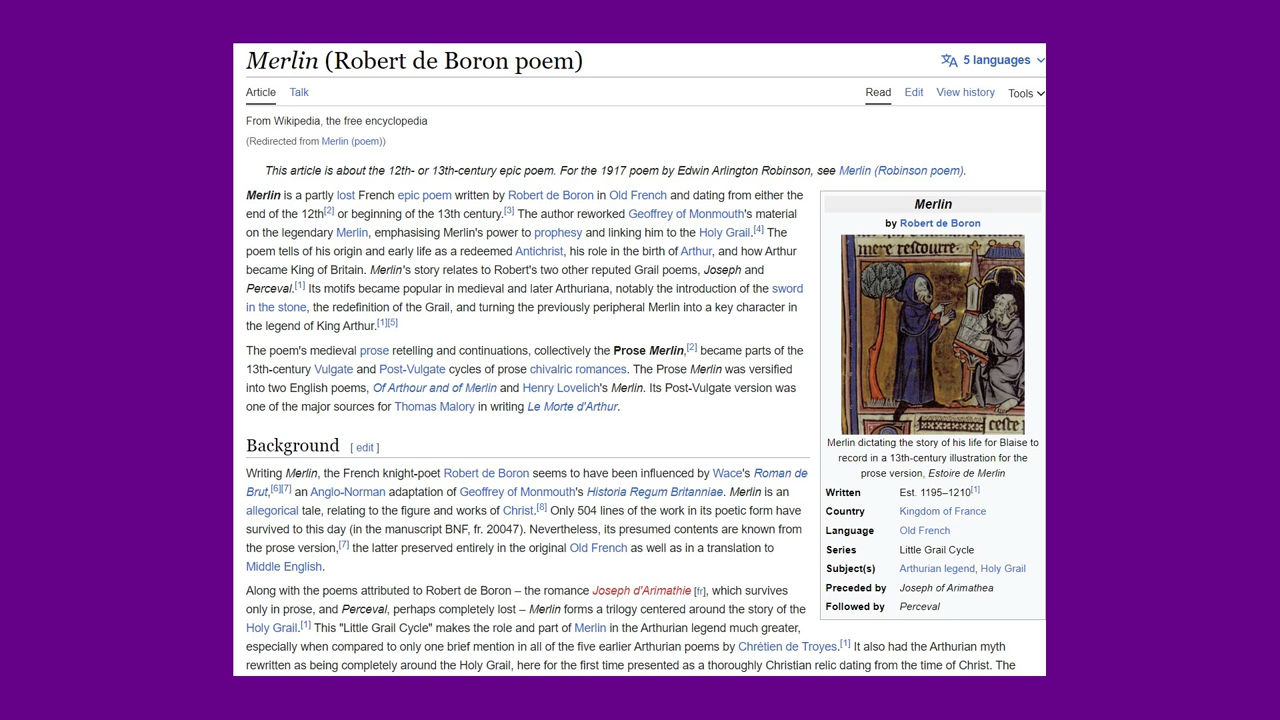 Merlin (Robert de Boron poem)
5 languages
Article Talk
Read Edit View history Tools
From Wikipedia, the free encyclopedia
(Redirected from Merlin (poem))
This article is about the 12th- or 13th-century epic poem. For the 1917 poem by Edwin Arlington Robinson, see Merlin (Robinson poem).
Merlin is a partly lost French epic poem written by Robert de Boron in Old French and dating from either the
end of the 12th[2] or beginning of the 13th century.[3] The author reworked Geoffrey of Monmouth's material
on the legendary Merlin, emphasising Merlin's power to prophesy and linking him to the Holy Grail.[4] The
poem tells of his origin and early life as a redeemed Antichrist, his role in the birth of Arthur, and how Arthur
became King of Britain. Merlin's story relates to Robert's two other reputed Grail poems, Joseph and
Perceval.[1] Its motifs became popular in medieval and later Arthuriana, notably the introduction of the sword
in the stone, the redefinition of the Grail, and turning the previously peripheral Merlin into a key character in
the legend of King Arthur.[1][5]
The poem's medieval prose retelling and continuations, collectively the Prose Merlin,[2] became parts of the
13th-century Vulgate and Post-Vulgate cycles of prose chivalric romances. The Prose Merlin was versified
into two English poems, Of Arthour and of Merlin and Henry Lovelich's Merlin. Its Post-Vulgate version was
one of the major sources for Thomas Malory in writing Le Morte d'Arthur.
Background [ edit ]
Writing Merlin, the French knight-poet Robert de Boron seems to have been influenced by Wace's Roman de
Brut,[6][7] an Anglo-Norman adaptation of Geoffrey of Monmouth's Historia Regum Britanniae. Merlin is an
allegorical tale, relating to the figure and works of Christ.[8] Only 504 lines of the work in its poetic form have
survived to this day (in the manuscript BNF, fr. 20047). Nevertheless, its presumed contents are known from
the prose version,[7] the latter preserved entirely in the original Old French as well as in a translation to
Middle English.
Along with the poems attributed to Robert de Boron – the romance Joseph d'Arimathie [fr], which survives
only in prose, and Perceval, perhaps completely lost – Merlin forms a trilogy centered around the story of the
Holy Grail.[1] This "Little Grail Cycle" makes the role and part of Merlin in the Arthurian legend much greater,
especially when compared to only one brief mention in all of the five earlier Arthurian poems by Chrétien de Troyes.[1] It also had the Arthurian myth
rewritten as being completely around the Holy Grail, here for the first time presented as a thoroughly Christian relic dating from the time of Christ. The
Merlin
by Robert de Boron
mere rescourre
ceste
Merlin dictating the story of his life for Blaise to
record in a 13th-century illustration for the
prose version, Estoire de Merlin
Written Est. 1195–1210[1]
Country Kingdom of France
Language Old French
Series Little Grail Cycle
Subject(s) Arthurian legend, Holy Grail
Preceded by Joseph of Arimathea
Followed by Perceval